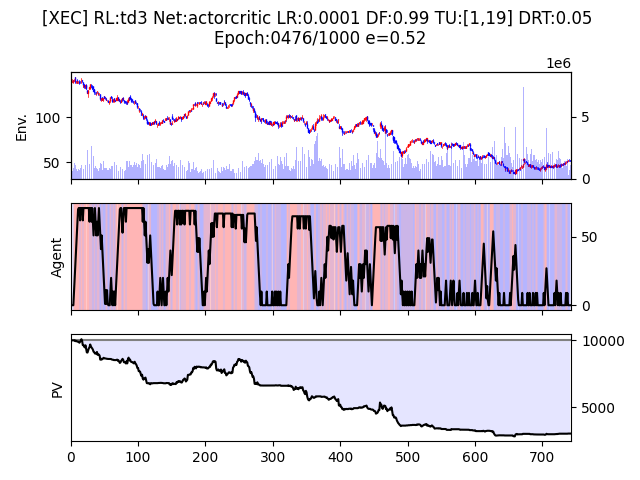 [XEC] RL:td3 Net:actorcritic LR:0.0001 DF:0.99 TU:[1,19] DRT:0.05
Epoch:0476/1000 e=0.52
1e6
Env.
100
50
5
0
Agent
50
0
PV
10000
5000
0 100 200 300 400 500 600 700